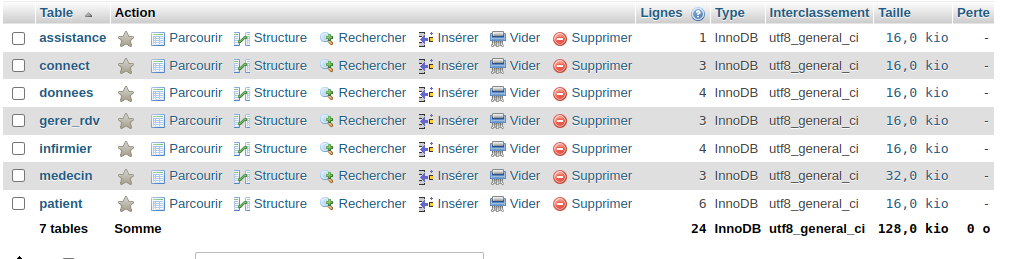 Table Action Lignes Type Interclassement Taille Perte
assistance Parcourir Structure Rechercher Insérer Vider Supprimer 1 InnoDB utf8_general_ci 16,0 kio -
connect Parcourir Structure Rechercher Insérer Vider Supprimer 3 InnoDB utf8_general_ci 16,0 kio -
donnees Parcourir Structure Rechercher Insérer Vider Supprimer 4 InnoDB utf8_general_ci 16,0 kio -
gerer_rdv Parcourir Structure Rechercher Insérer Vider Supprimer 3 InnoDB utf8_general_ci 16,0 kio -
infirmier Parcourir Structure Rechercher Insérer Vider Supprimer 4 InnoDB utf8_general_ci 16,0 kio -
medecin Parcourir Structure Rechercher Insérer Vider Supprimer 3 InnoDB utf8_general_ci 32,0 kio -
patient Parcourir Structure Rechercher Insérer Vider Supprimer 6 InnoDB utf8_general_ci 16,0 kio -
7 tables Somme 24 InnoDB utf8_general_ci 128,0 kio 0 o